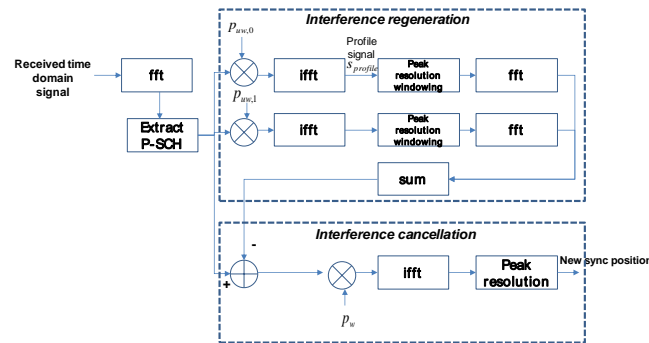 Interference regeneration
p_{uw,0}
Received time
domain
signal
fft
ifft
Profile
signal
s_{profile}
Peak
resolution
windowing
fft
p_{uw,1}
Extract
P-SCH
ifft
Peak
resolution
windowing
fft
sum
Interference cancellation
-
+
ifft
Peak
resolution
New sync position
p_{w}